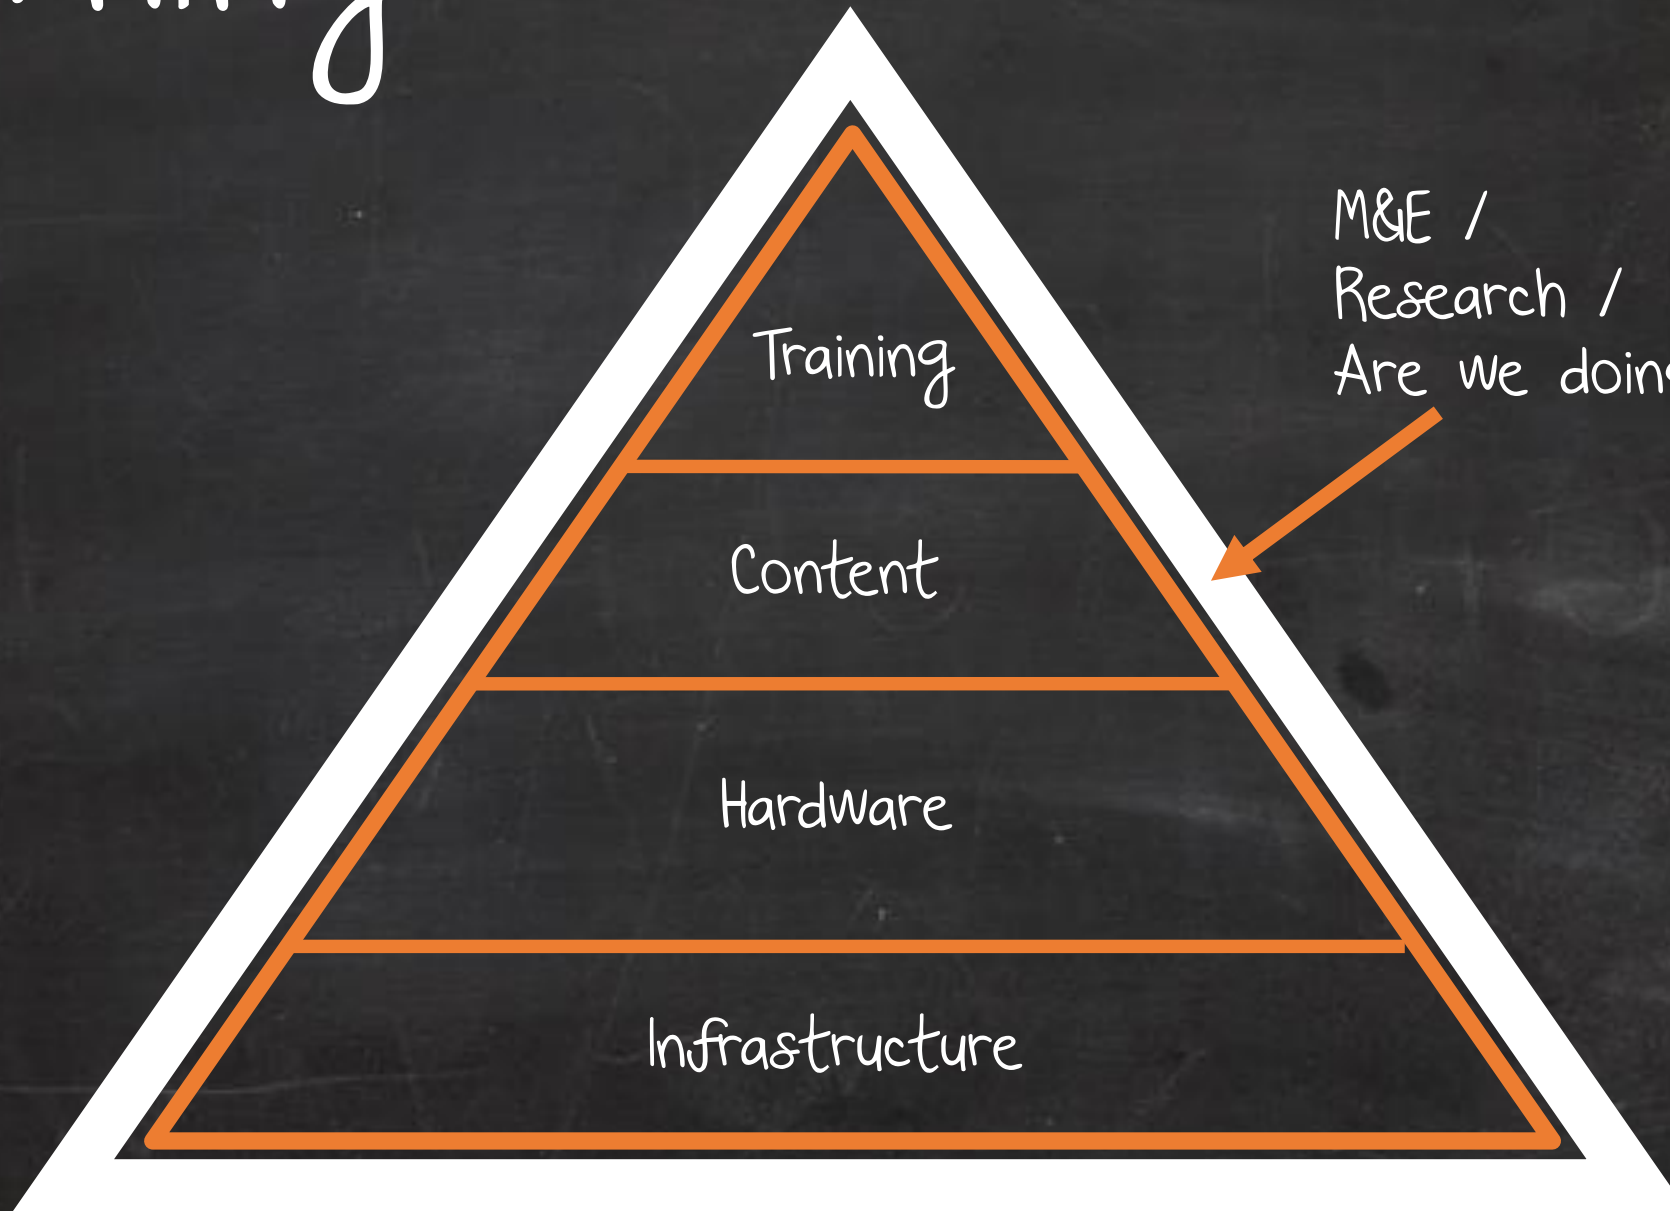 M&E /
Research /
Are we
Training
Content
Hardware
Infrastructure